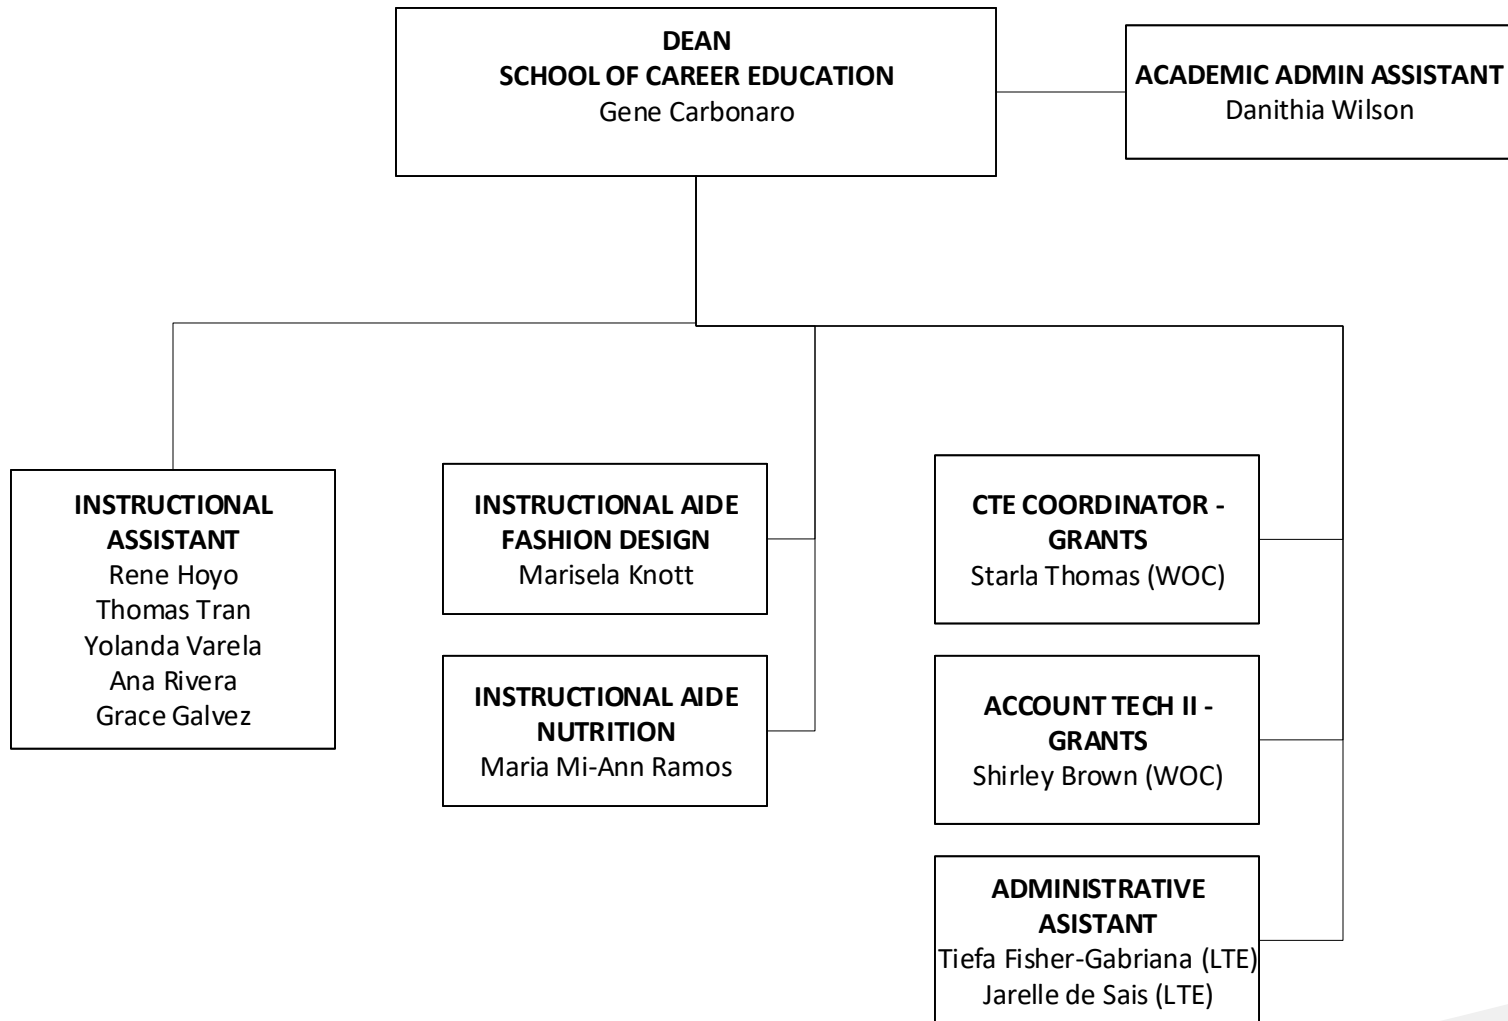 DEAN
SCHOOL OF CAREER EDUCATION
Gene Carbonaro
ACADEMIC ADMIN ASSISTANT
Danithia Wilson
INSTRUCTIONAL
ASSISTANT
Rene Hoyo
Thomas Tran
Yolanda Varela
Ana Rivera
Grace Galvez
INSTRUCTIONAL AIDE
FASHION DESIGN
Marisela Knott
INSTRUCTIONAL AIDE
NUTRITION
Maria Mi-Ann Ramos
CTE COORDINATOR -
GRANTS
Starla Thomas (WOC)
ACCOUNT TECH II -
GRANTS
Shirley Brown (WOC)
ADMINISTRATIVE
ASISTANT
Tiefa Fisher-Gabriana (LTE)
Jarelle de Sais (LTE)